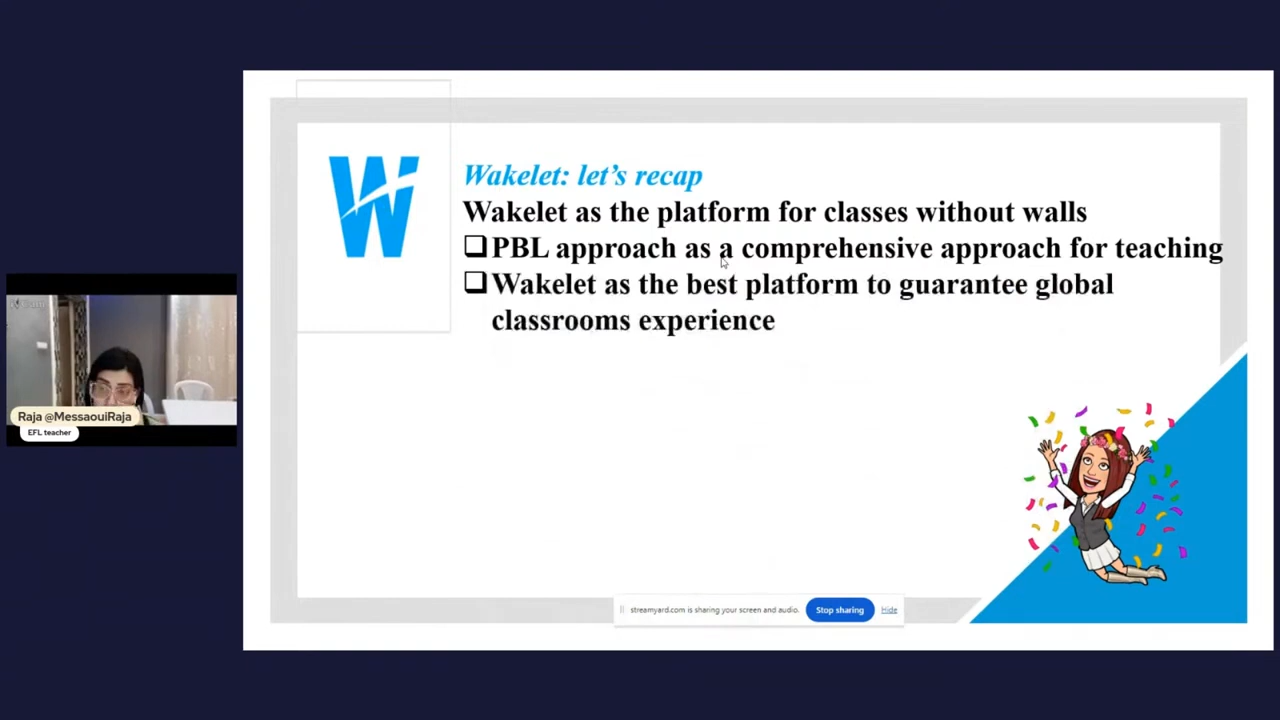 Wakelet: let's recap
Wakelet as the platform for classes without walls
❑PBL approach as a comprehensive approach for teaching
❑Wakelet as the best platform to guarantee global
classrooms experience
Raja @MessaouiRaja
EFL teacher
streamyard.com is sharing your screen and audio.
Stop sharing
Hide